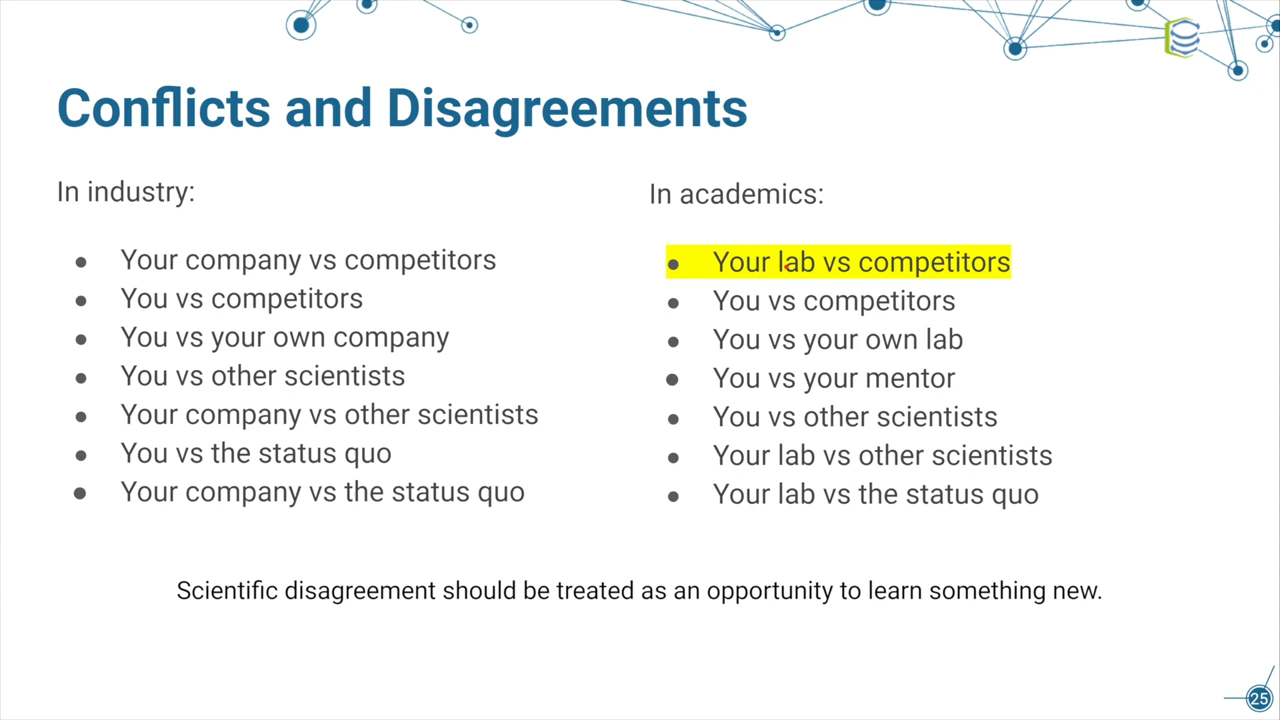 Conflicts and Disagreements
In industry:
● Your company vs competitors
● You vs competitors
● You vs your own company
● You vs other scientists
● Your company vs other scientists
● You vs the status quo
● Your company vs the status quo
In academics:
● Your lab vs competitors
● You vs competitors
● You vs your own lab
● You vs your mentor
● You vs other scientists
● Your lab vs other scientists
● Your lab vs the status quo
Scientific disagreement should be treated as an opportunity to learn something new.
25